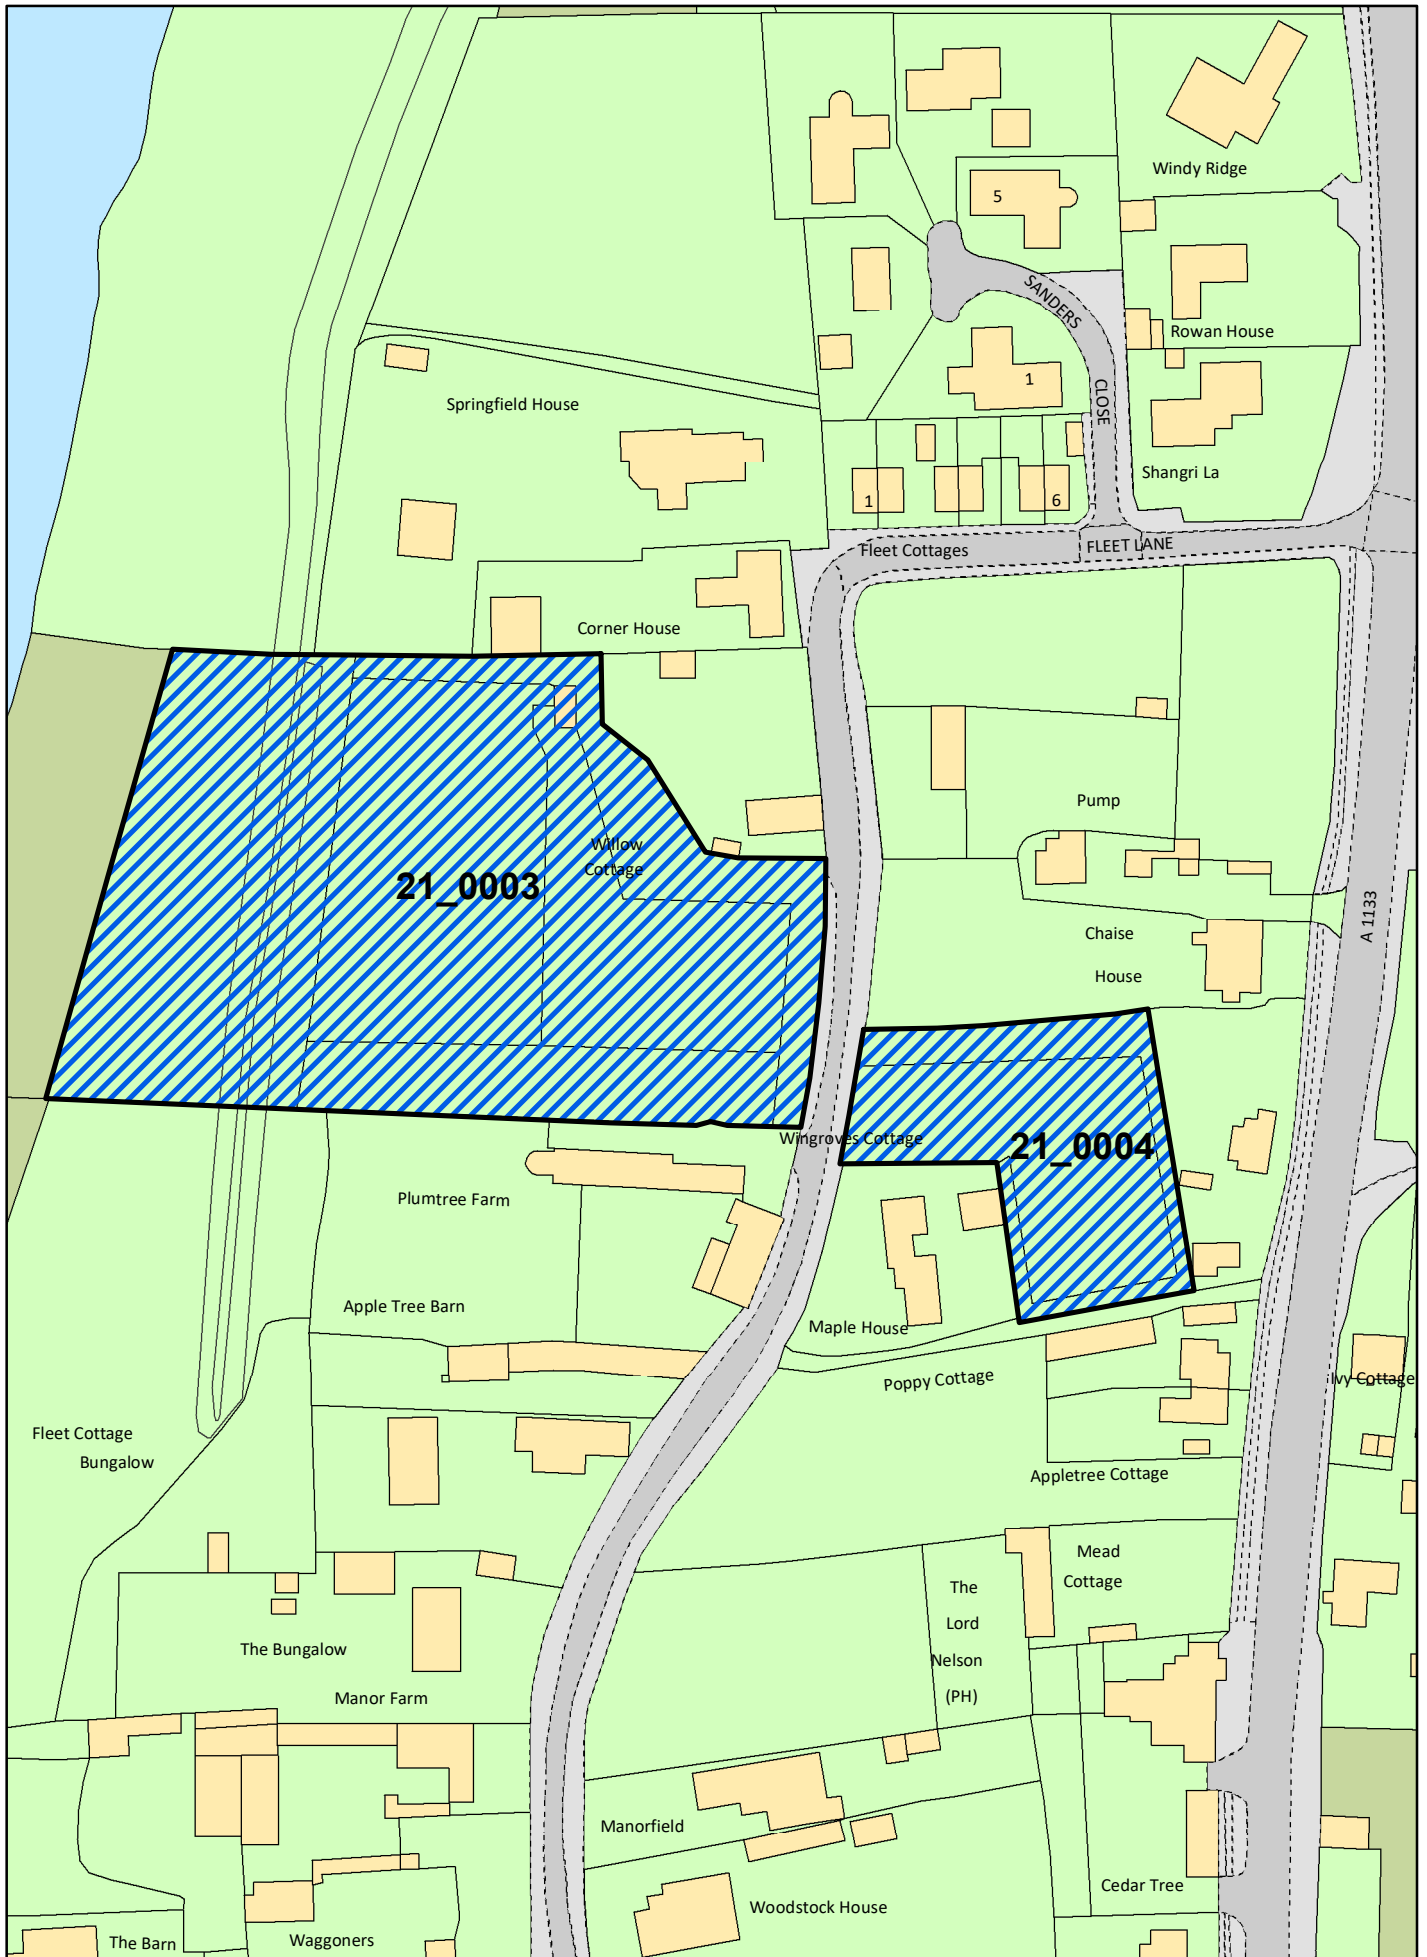 Windy Ridge
5
SANDERS
CLOSE
Rowan House
1
Springfield House
Shangri La
1
6
Fleet Cottages
FLEET LANE
Corner House
Pump
Willow
Cottage
21_0003
A 1133
Chaise
House
Wingroves Cottage
21_0004
Plumtree Farm
Apple Tree Barn
Maple House
Poppy Cottage
Ivy Cottage
Fleet Cottage
Bungalow
Appletree Cottage
Mead
Cottage
The
Lord
Nelson
(PH)
The Bungalow
Manor Farm
Manorfield
Cedar Tree
Woodstock House
The Barn
Waggoners